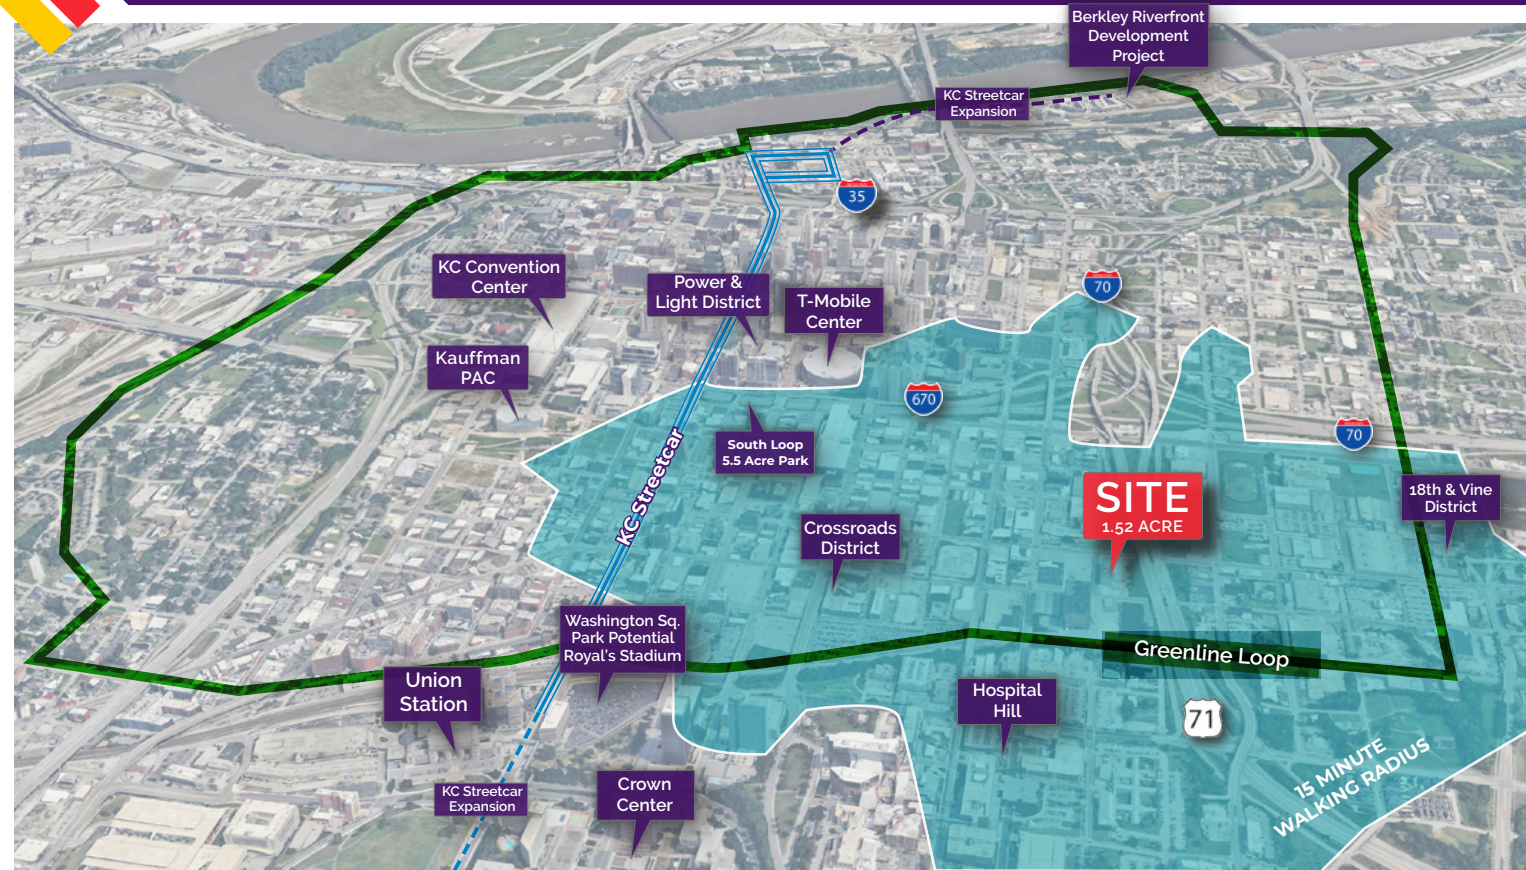 Berkley Riverfront
Development
Project
KC Streetcar
Expansion
35
KC Convention
Center
Power &
Light District
T-Mobile
Center
70
Kauffman
PAC
670
70
South Loop
5.5 Acre Park
KC Streetcar
SITE
1.52 ACRE
18th & Vine
District
Crossroads
District
Washington Sq.
Park Potential
Royal's Stadium
Greenline Loop
Union
Station
Hospital
Hill
71
15 MINUTE
WALKING RADIUS
KC Streetcar
Expansion
Crown
Center